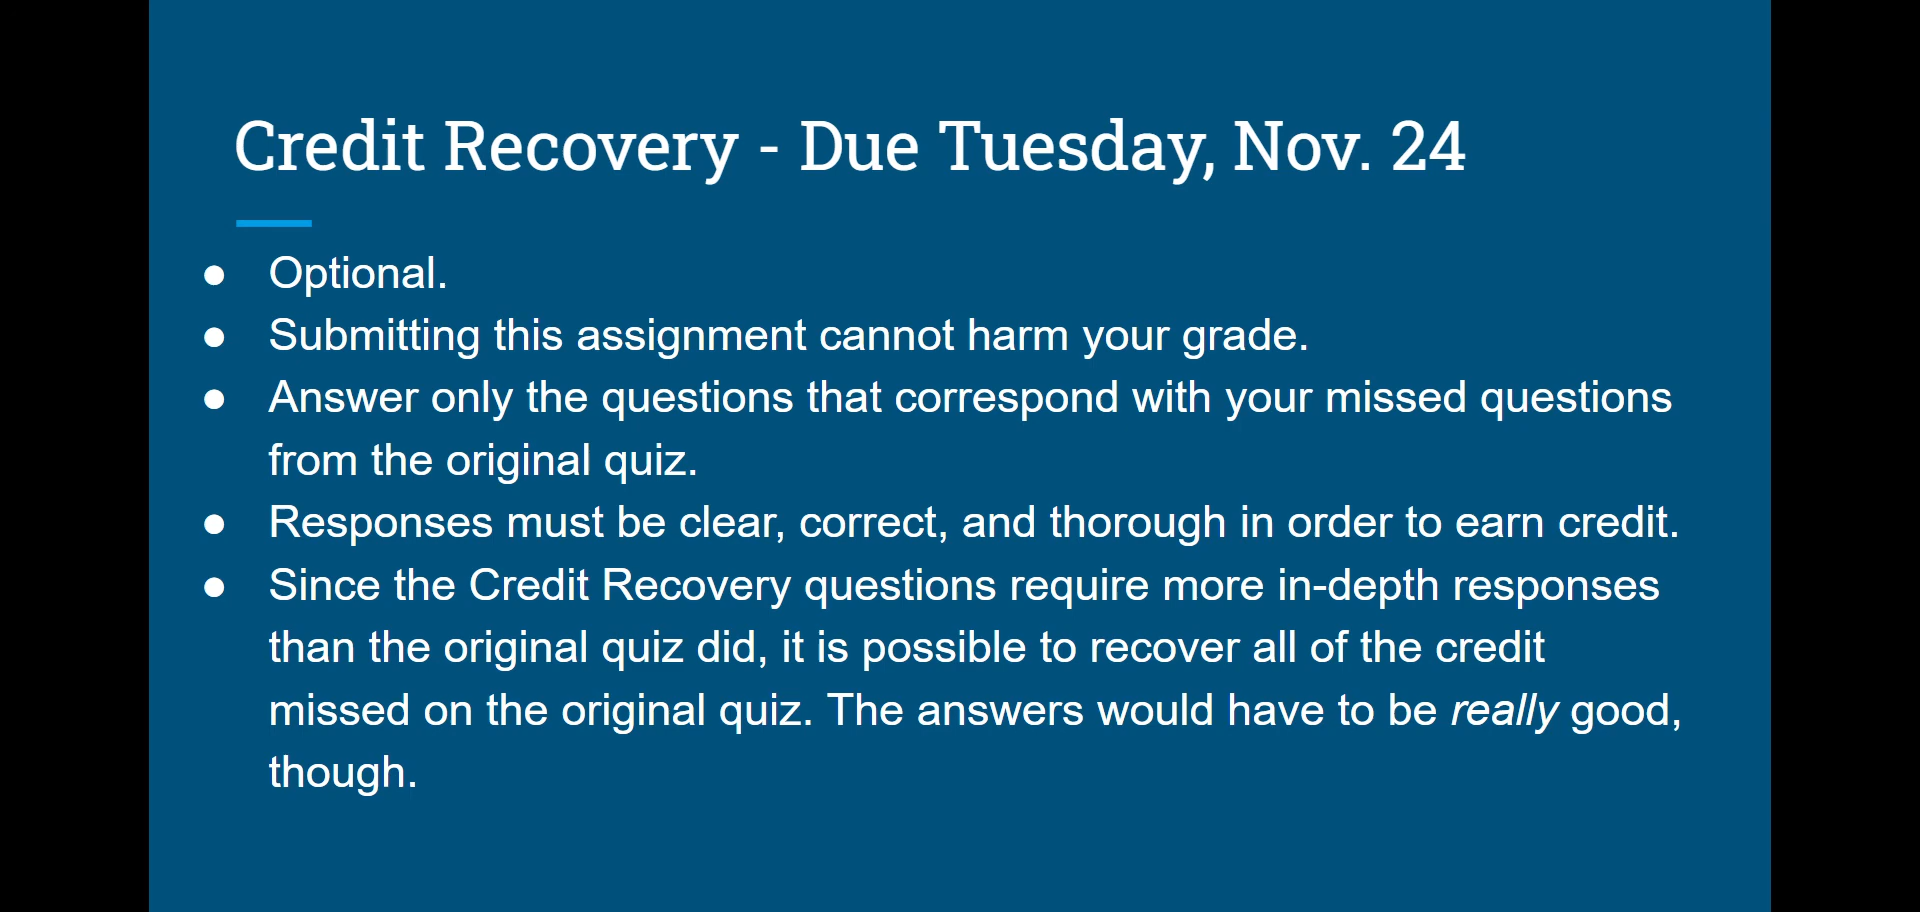 Credit Recovery - Due Tuesday, Nov. 24
● Optional.
● Submitting this assignment cannot harm your grade.
● Answer only the questions that correspond with your missed questions
from the original quiz.
● Responses must be clear, correct, and thorough in order to earn credit.
● Since the Credit Recovery questions require more in-depth responses
than the original quiz did, it is possible to recover all of the credit
missed on the original quiz. The answers would have to be really good,
though.